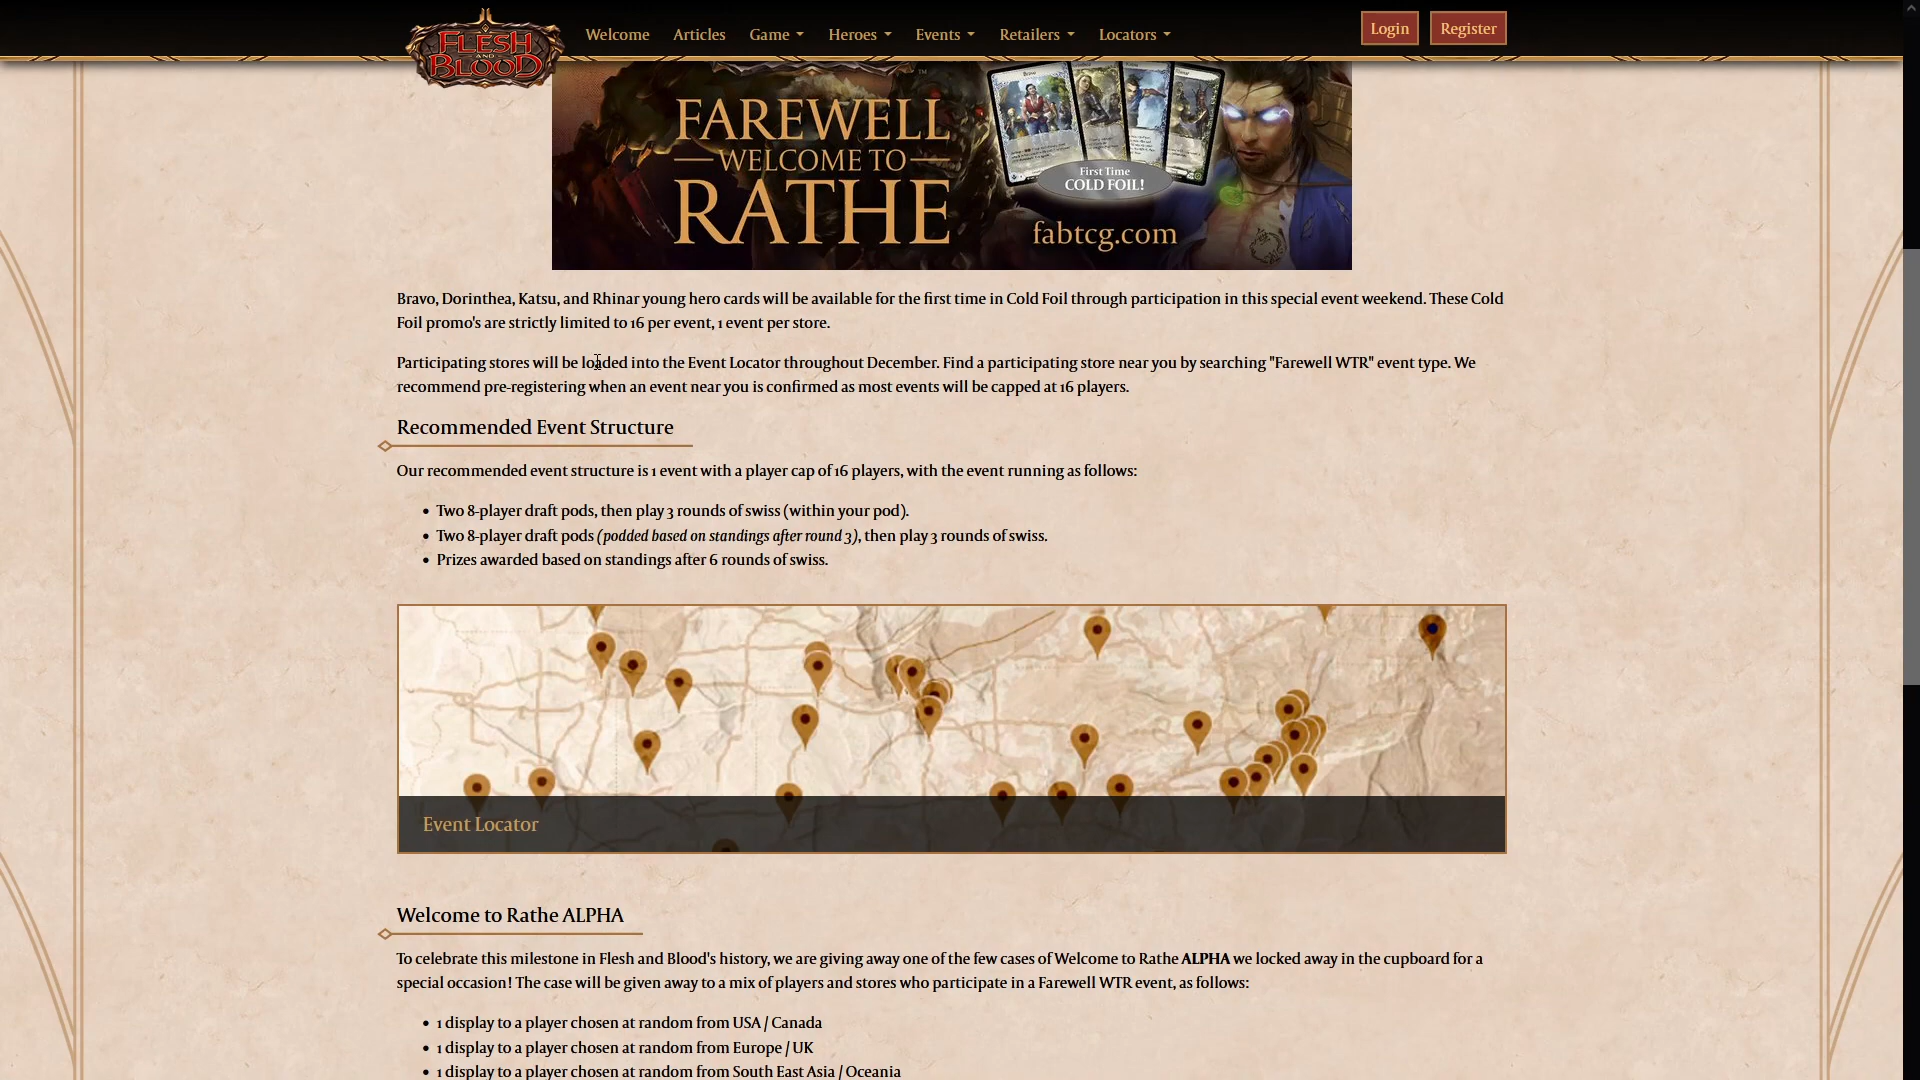 FLESH
AND
BLOOD
Welcome
Articles
Game
Heroes
Events
Retailers
Locators
Login
Register
FAREWELL
WELCOME TO
RATHE
First Time
COLD FOIL!
fabtcg.com
Bravo, Dorinthea, Katsu, and Rhinar young hero cards will be available for the first time in Cold Foil through participation in this special event weekend. These Cold
Foil promo's are strictly limited to 16 per event, 1 event per store.
Participating stores will be loaded into the Event Locator throughout December. Find a participating store near you by searching "Farewell WTR" event type. We
recommend pre-registering when an event near you is confirmed as most events will be capped at 16 players.
Recommended Event Structure
Our recommended event structure is 1 event with a player cap of 16 players, with the event running as follows:
• Two 8-player draft pods, then play 3 rounds of swiss (within your pod).
• Two 8-player draft pods (podded based on standings after round 3), then play 3 rounds of swiss.
• Prizes awarded based on standings after 6 rounds of swiss.
Event Locator
Welcome to Rathe ALPHA
To celebrate this milestone in Flesh and Blood's history, we are giving away one of the few cases of Welcome to Rathe ALPHA we locked away in the cupboard for a
special occasion! The case will be given away to a mix of players and stores who participate in a Farewell WTR event, as follows:
• 1 display to a player chosen at random from USA / Canada
• 1 display to a player chosen at random from Europe / UK
• 1 display to a player chosen at random from South East Asia / Oceania